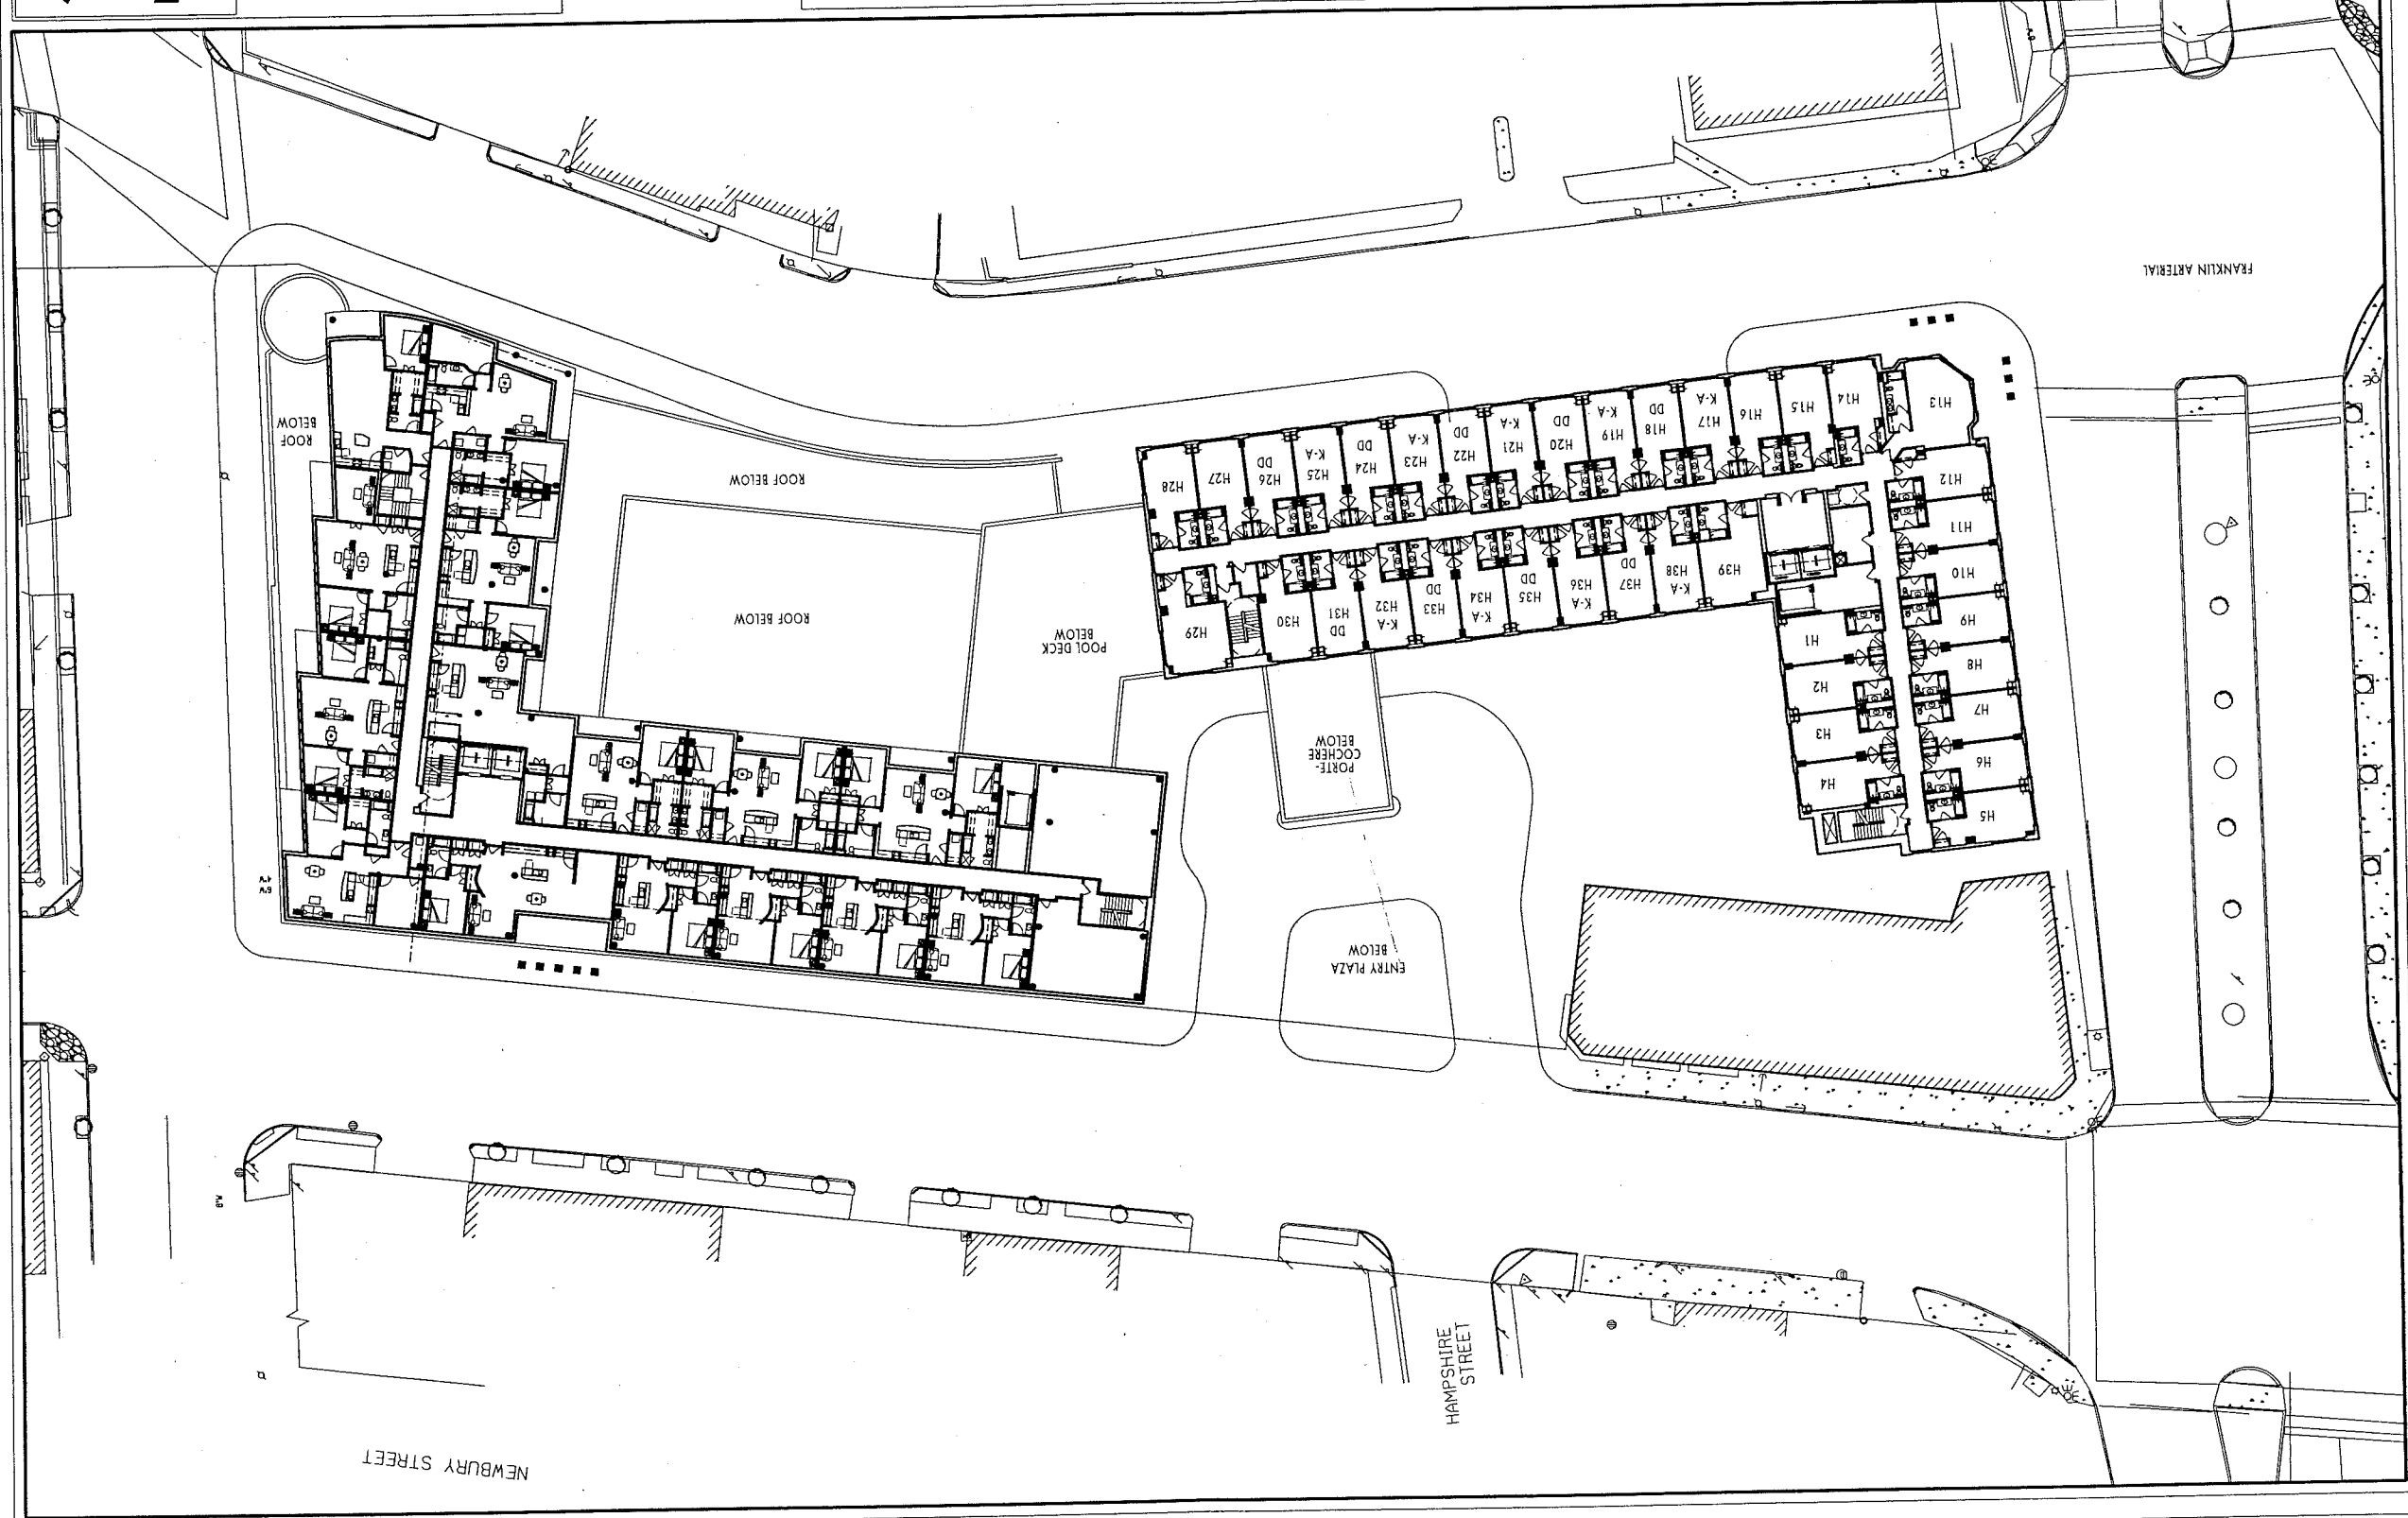 NEWBURY STREET
HAMPSHIRE
STREET
ENTRY PLAZA
BELOW
PORTE-
COCHERE
BELOW
POOL DECK
BELOW
ROOF BELOW
ROOF BELOW
ROOF
BELOW
FRANKLIN ARTERIAL
H1
H2
H3
H4
H5
H6
H7
H8
H9
H10
H11
H12
H13
H14
H15
H16
H17
K-A
H18
DD
H19
K-A
H20
DD
H21
K-A
H22
DD
H23
K-A
H24
DD
H25
K-A
H26
DD
H27
H28
H29
H30
H31
DD
H32
K-A
H33
DD
H34
K-A
H35
DD
H36
K-A
H37
DD
H38
K-A
H39